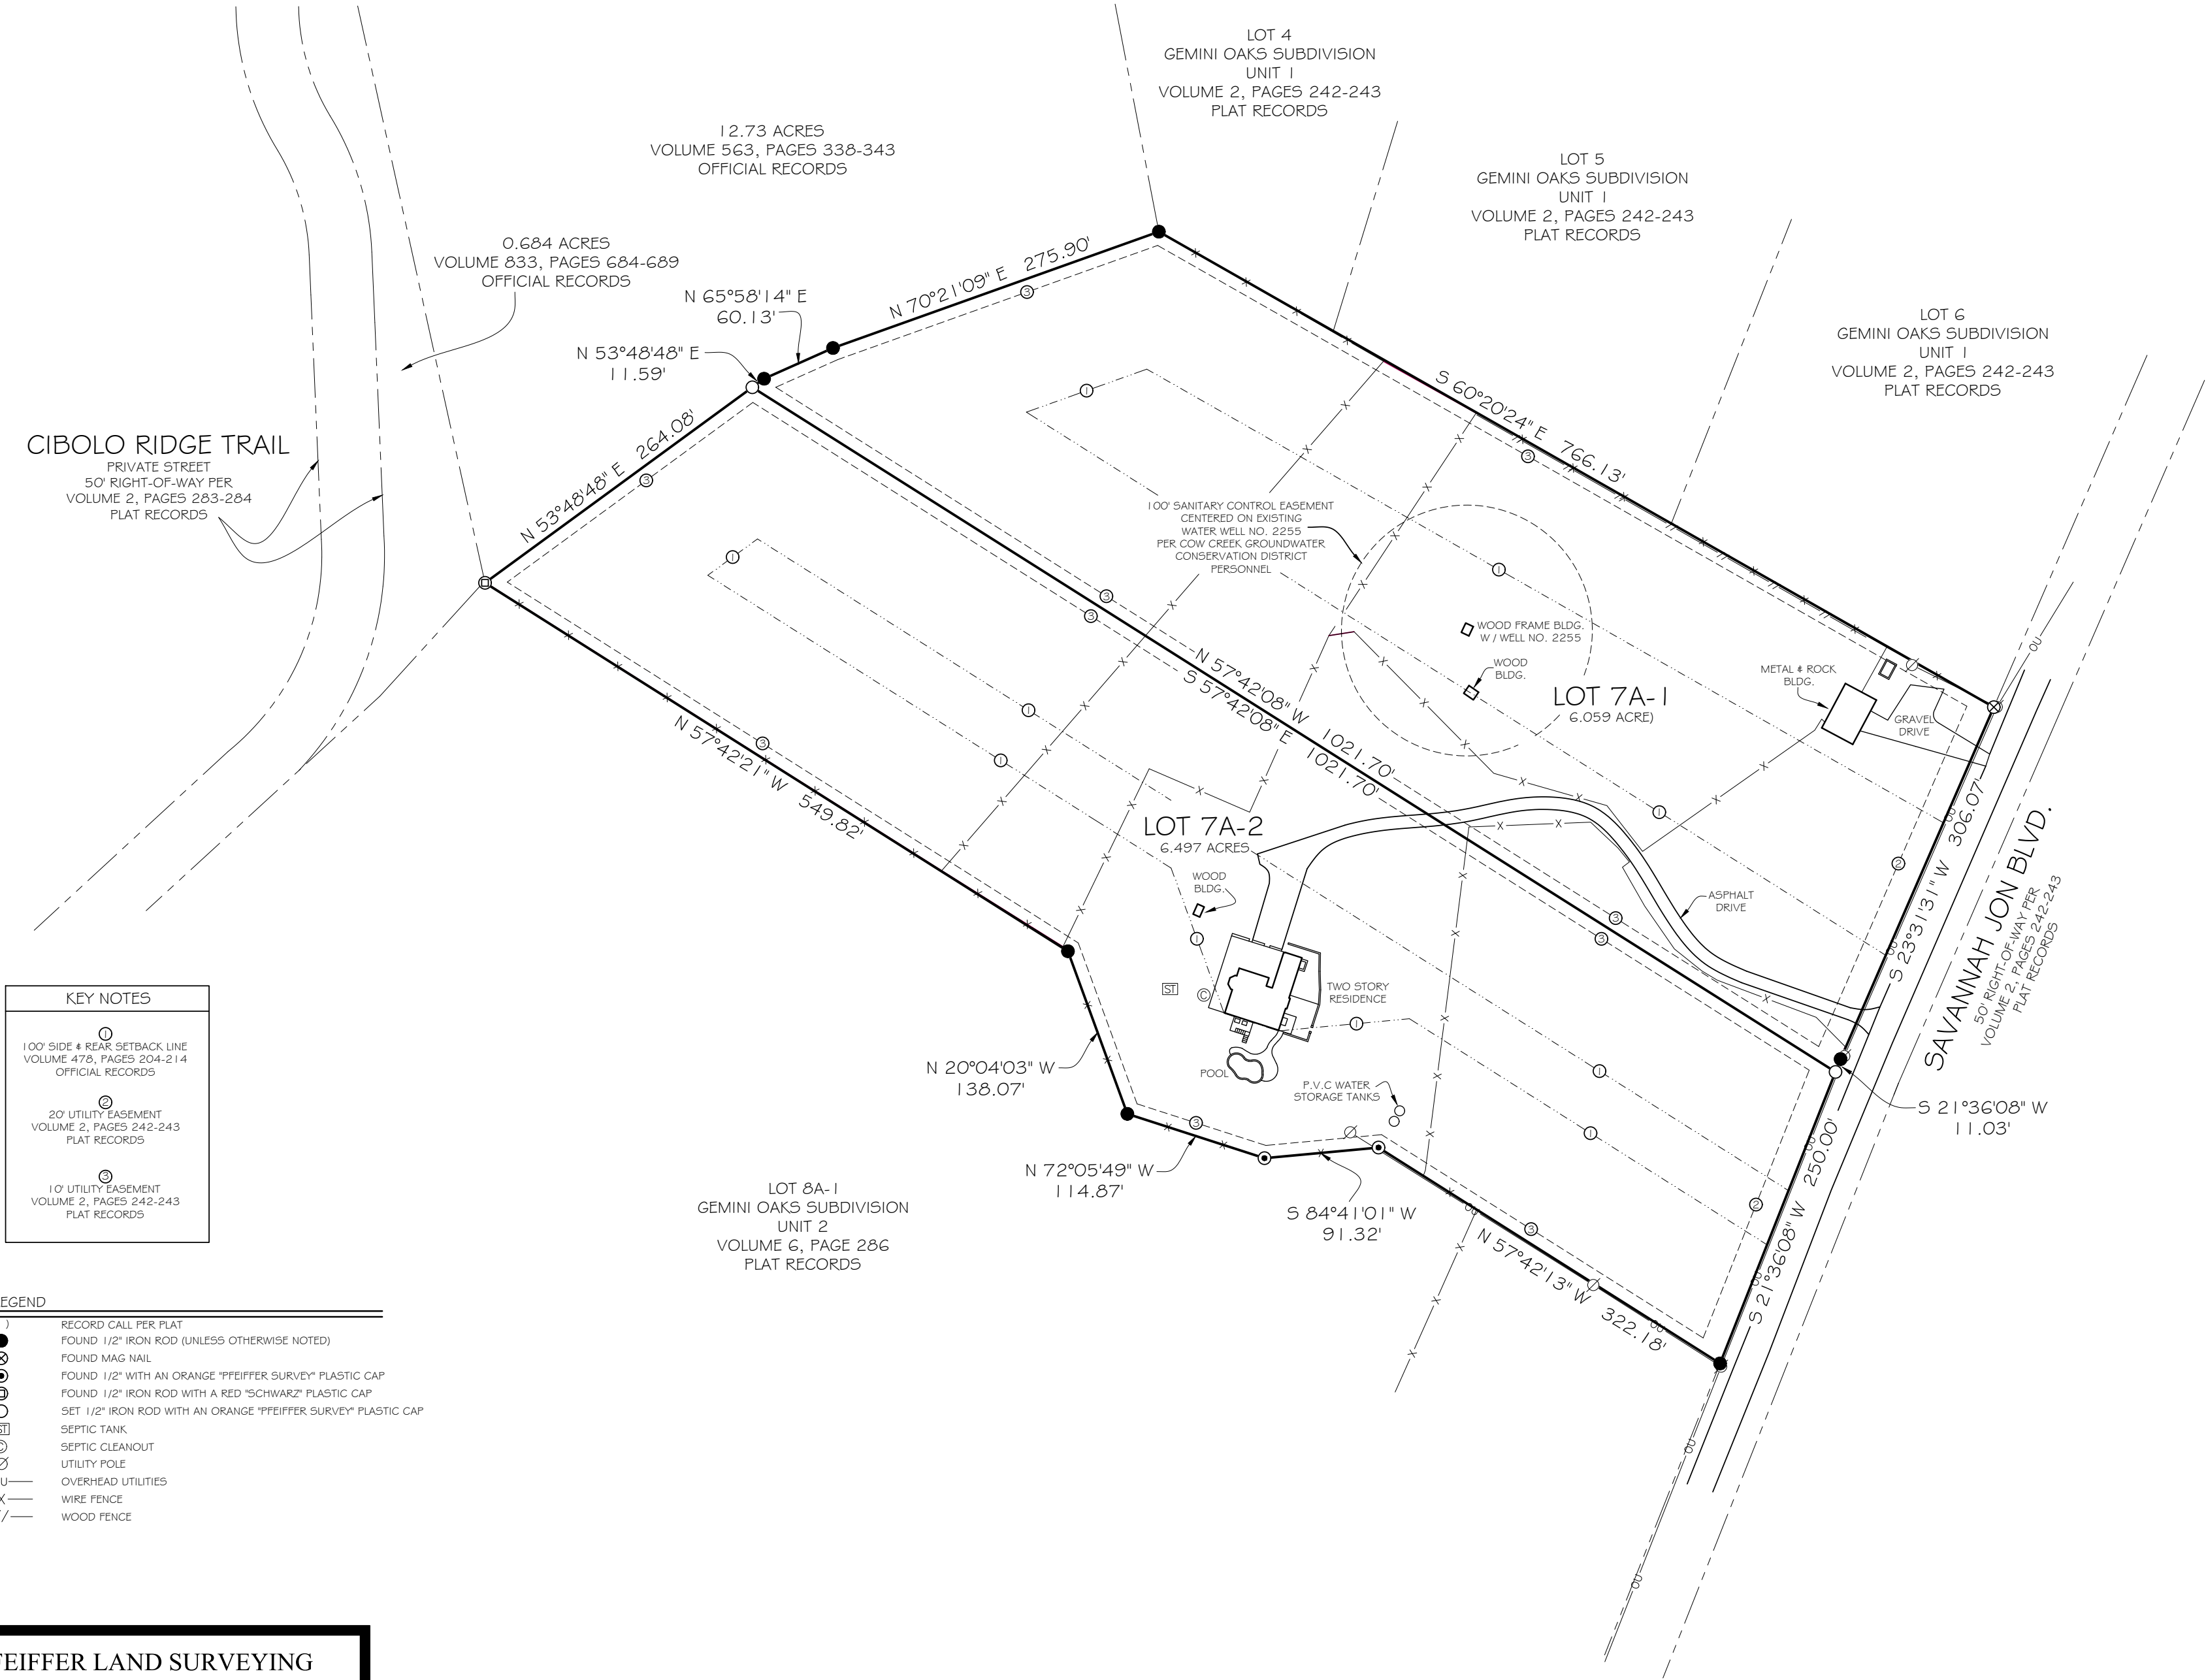 LOT 4
GEMINI OAKS SUBDIVISION
UNIT 1
VOLUME 2, PAGES 242-243
PLAT RECORDS
12.73 ACRES
VOLUME 563, PAGES 338-343
OFFICIAL RECORDS
LOT 5
GEMINI OAKS SUBDIVISION
UNIT 1
VOLUME 2, PAGES 242-243
PLAT RECORDS
0.684 ACRES
VOLUME 833, PAGES 684-689
OFFICIAL RECORDS
LOT 6
GEMINI OAKS SUBDIVISION
UNIT 1
VOLUME 2, PAGES 242-243
PLAT RECORDS
N 70°21'09" E 275.90'
N 65°58'14" E
60.13'
N 53°48'48" E
11.59'
N 53°48'48" E 264.08'
S 60°20'24" E 766.13'
CIBOLO RIDGE TRAIL
PRIVATE STREET
50' RIGHT-OF-WAY PER
VOLUME 2, PAGES 283-284
PLAT RECORDS
100' SANITARY CONTROL EASEMENT
CENTERED ON EXISTING
WATER WELL NO. 2255
PER COW CREEK GROUNDWATER
CONSERVATION DISTRICT
PERSONNEL
WOOD FRAME BLDG.
W / WELL NO. 2255
WOOD
BLDG.
LOT 7A-1
6.059 ACRE)
METAL & ROCK
BLDG.
GRAVEL
DRIVE
N 57°42'08" W 1021.70'
S 57°42'08" E 1021.70'
N 57°42'21" W 549.82'
LOT 7A-2
6.497 ACRES
WOOD
BLDG.
ASPHALT
DRIVE
S 23°31'31" W 306.07'
SAVANNAH JON BLVD.
50' RIGHT-OF-WAY PER
VOLUME 2, PAGES 242-243
PLAT RECORDS
ST
C
TWO STORY
RESIDENCE
POOL
P.V.C WATER
STORAGE TANKS
N 20°04'03" W
138.07'
N 72°05'49" W
114.87'
S 84°41'01" W
91.32'
S 21°36'08" W
11.03'
S 21°36'08" W 250.00'
N 57°42'13" W 322.18'
LOT 8A-1
GEMINI OAKS SUBDIVISION
UNIT 2
VOLUME 6, PAGE 286
PLAT RECORDS
KEY NOTES
1
100' SIDE & REAR SETBACK LINE
VOLUME 478, PAGES 204-214
OFFICIAL RECORDS
2
20' UTILITY EASEMENT
VOLUME 2, PAGES 242-243
PLAT RECORDS
3
10' UTILITY EASEMENT
VOLUME 2, PAGES 242-243
PLAT RECORDS
EGEND
) RECORD CALL PER PLAT
FOUND 1/2" IRON ROD (UNLESS OTHERWISE NOTED)
FOUND MAG NAIL
FOUND 1/2" WITH AN ORANGE "PFEIFFER SURVEY" PLASTIC CAP
FOUND 1/2" IRON ROD WITH A RED "SCHWARZ" PLASTIC CAP
SET 1/2" IRON ROD WITH AN ORANGE "PFEIFFER SURVEY" PLASTIC CAP
ST SEPTIC TANK
C SEPTIC CLEANOUT
UTILITY POLE
U OVERHEAD UTILITIES
X WIRE FENCE
// WOOD FENCE
FEIFFER LAND SURVEYING